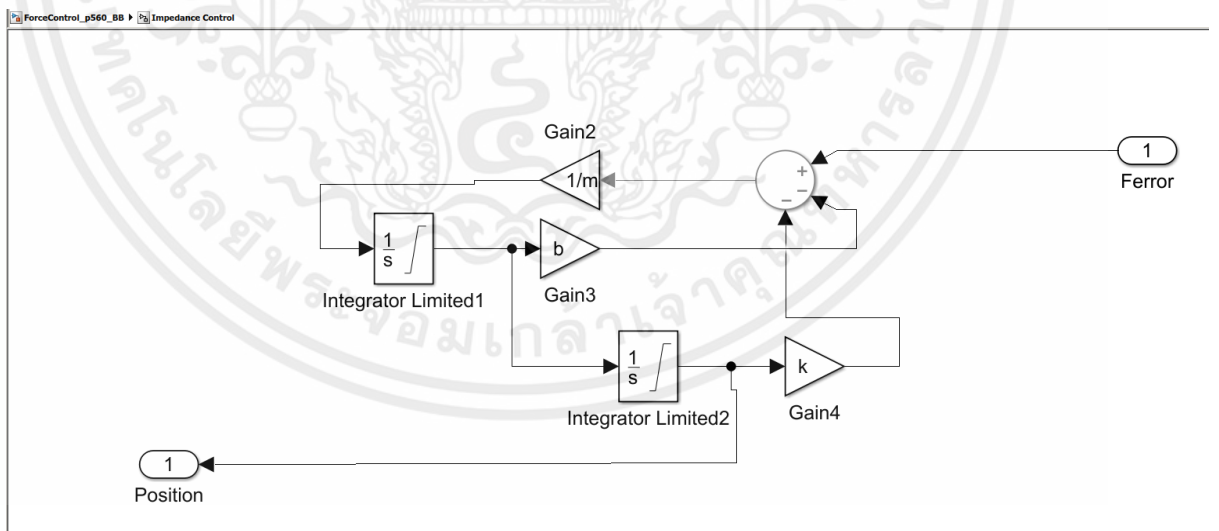 ForceControl_p560_BB ▶ Impedance Control
Gain2
1/m
+
−
−
1
Ferror
1
s
Integrator Limited1
b
Gain3
1
s
Integrator Limited2
k
Gain4
1
Position